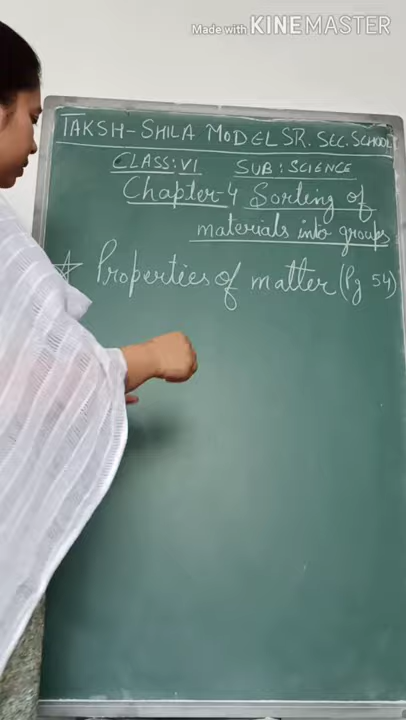 Made with KINEMASTER
TAKSH-SHILA MODEL SR. SEC. SCHOOL
CLASS: VI SUB: SCIENCE
Chapter-4 Sorting of
materials into groups
☆ Properties of matter (Pg 54)